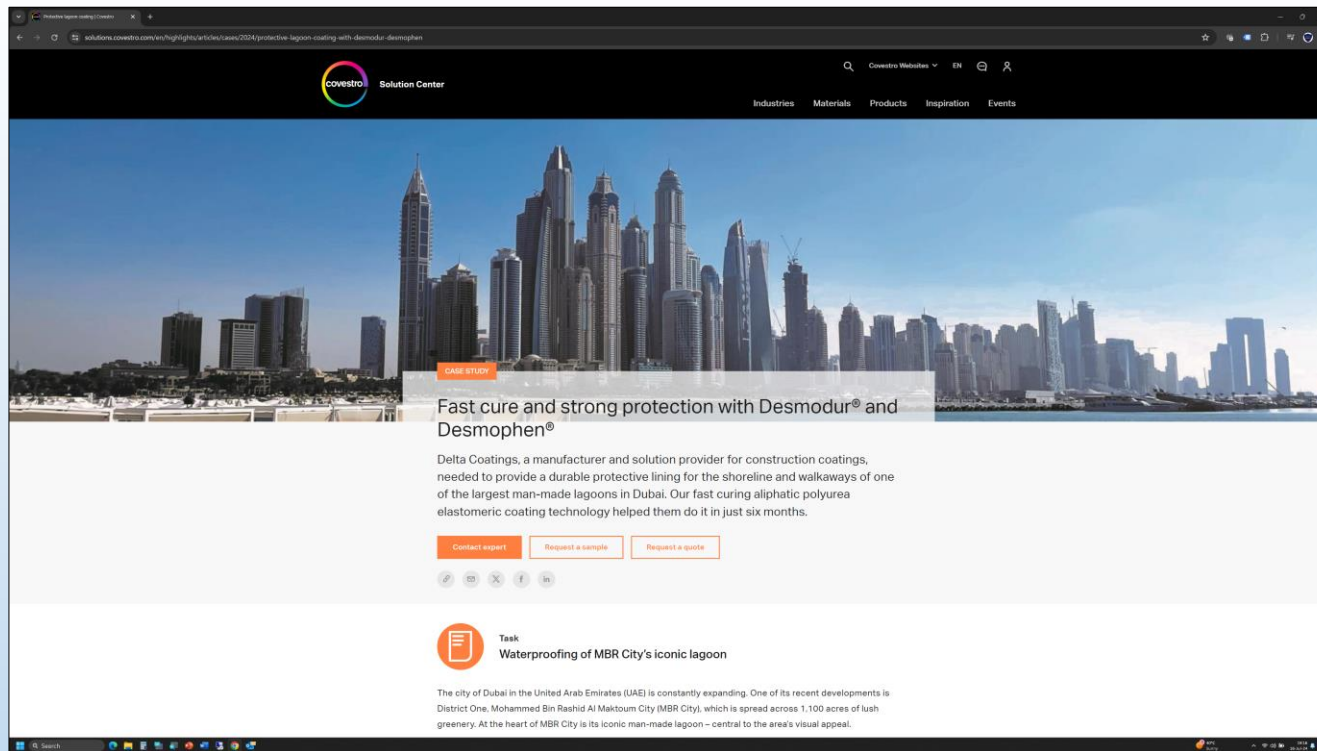 Protective lagoon coating | Covestro
solutions.covestro.com/en/highlights/articles/cases/2024/protective-lagoon-coating-with-desmodur-desmophen
covestro
Solution Center
Covestro Websites
EN
Industries Materials Products Inspiration Events
CASE STUDY
Fast cure and strong protection with Desmodur® and
Desmophen®
Delta Coatings, a manufacturer and solution provider for construction coatings,
needed to provide a durable protective lining for the shoreline and walkaways of one
of the largest man-made lagoons in Dubai. Our fast curing aliphatic polyurea
elastomeric coating technology helped them do it in just six months.
Contact expert Request a sample Request a quote
Task
Waterproofing of MBR City's iconic lagoon
The city of Dubai in the United Arab Emirates (UAE) is constantly expanding. One of its recent developments is
District One, Mohammed Bin Rashid Al Maktoum City (MBR City), which is spread across 1.100 acres of lush
greenery. At the heart of MBR City is its iconic man-made lagoon – central to the area's visual appeal.
Search